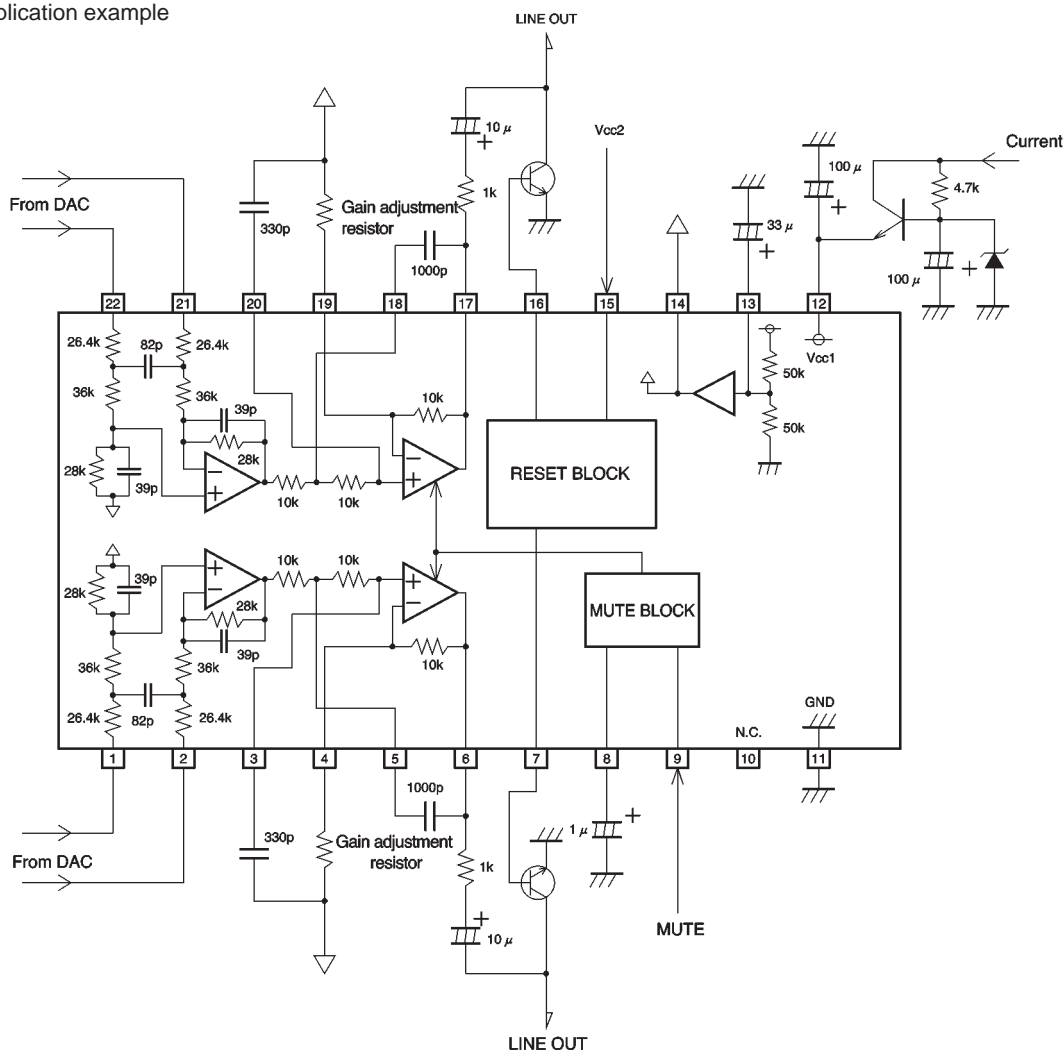 plication example
LINE OUT
10 μ
+
Vcc2
Current
100 μ
+
4.7k
From DAC
330p
Gain adjustment
resistor
1k
1000p
33 μ
+
100 μ
+
22
21
20
19
18
17
16
15
14
13
12
26.4k
26.4k
82p
Vcc1
36k
36k
50k
39p
10k
50k
28k
28k
39p
10k
10k
−
+
−
+
RESET BLOCK
10k
10k
39p
28k
28k
+
−
+
−
MUTE BLOCK
39p
36k
36k
10k
82p
26.4k
26.4k
GND
N.C.
1
2
3
4
5
6
7
8
9
10
11
1000p
330p
Gain adjustment
resistor
1k
1 μ
+
From DAC
+
10 μ
MUTE
LINE OUT